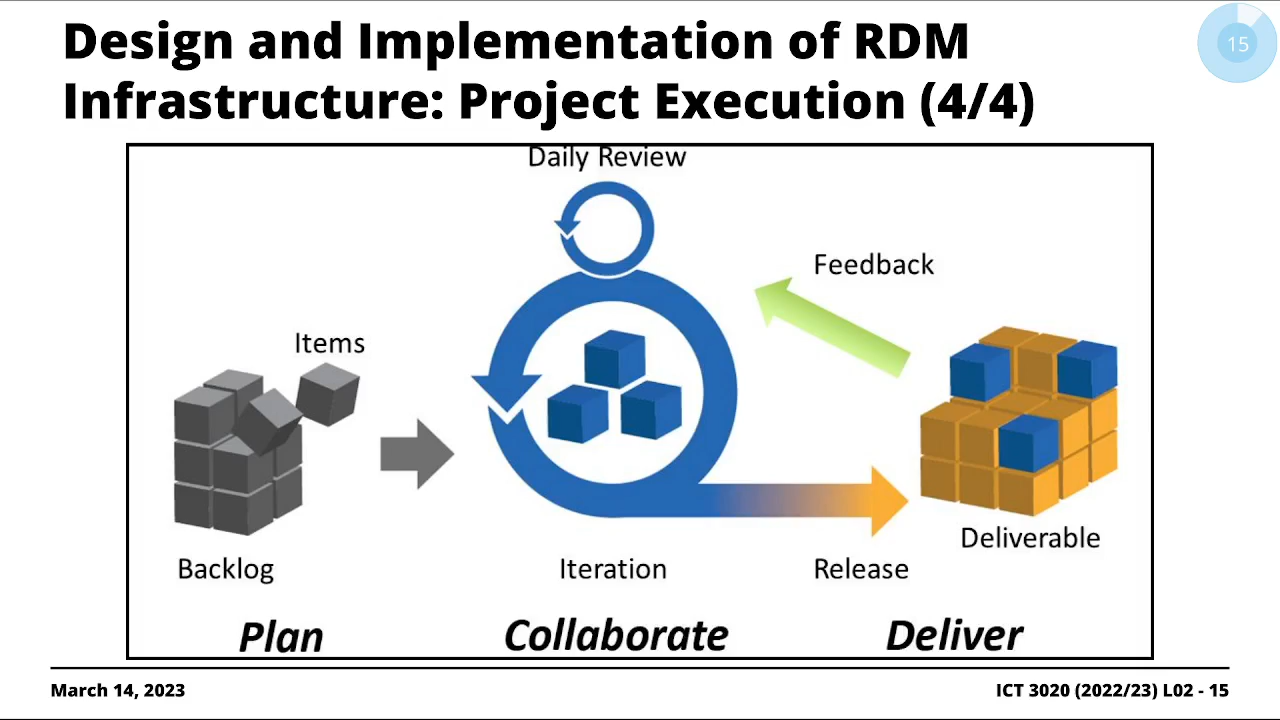 Design and Implementation of RDM
Infrastructure: Project Execution (4/4)
15
Daily Review
Feedback
Items
Deliverable
Backlog
Iteration
Release
Plan
Collaborate
Deliver
March 14, 2023
ICT 3020 (2022/23) L02 - 15